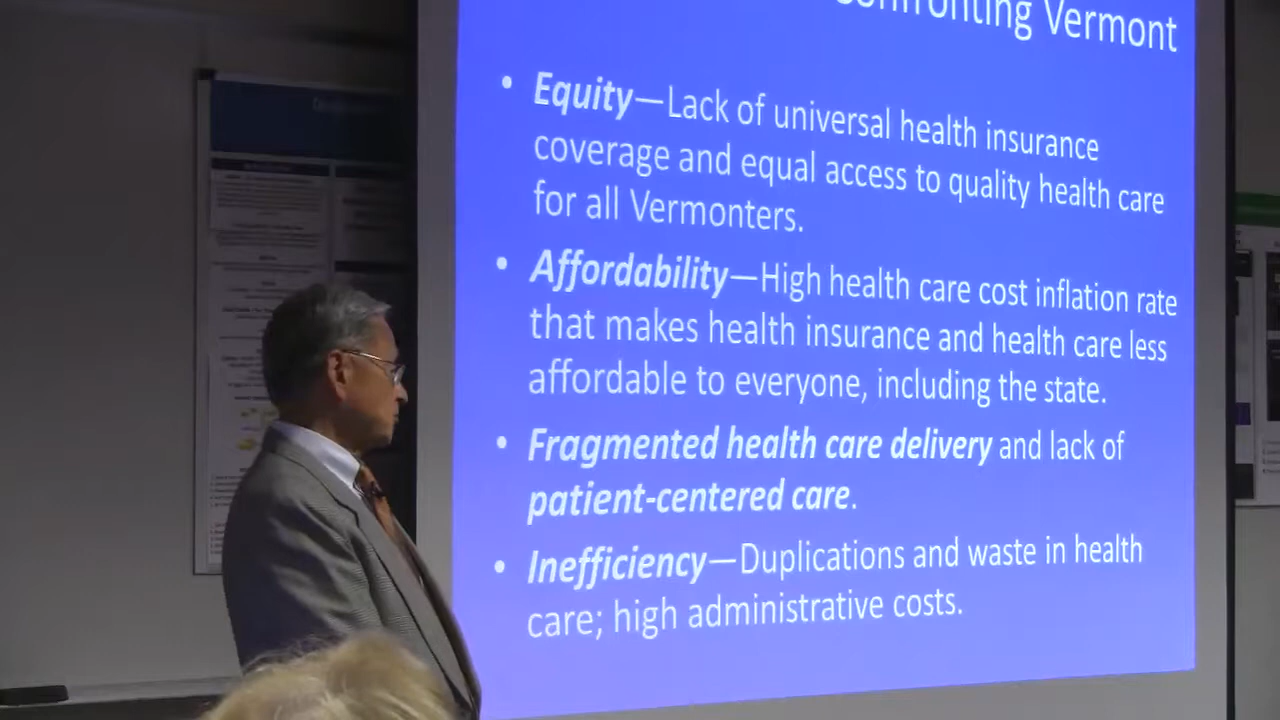 Confronting Vermont
• Equity—Lack of universal health insurance
coverage and equal access to quality health care
for all Vermonters.
• Affordability—High health care cost inflation rate
that makes health insurance and health care less
affordable to everyone, including the state.
• Fragmented health care delivery and lack of
patient-centered care.
• Inefficiency—Duplications and waste in health
care; high administrative costs.